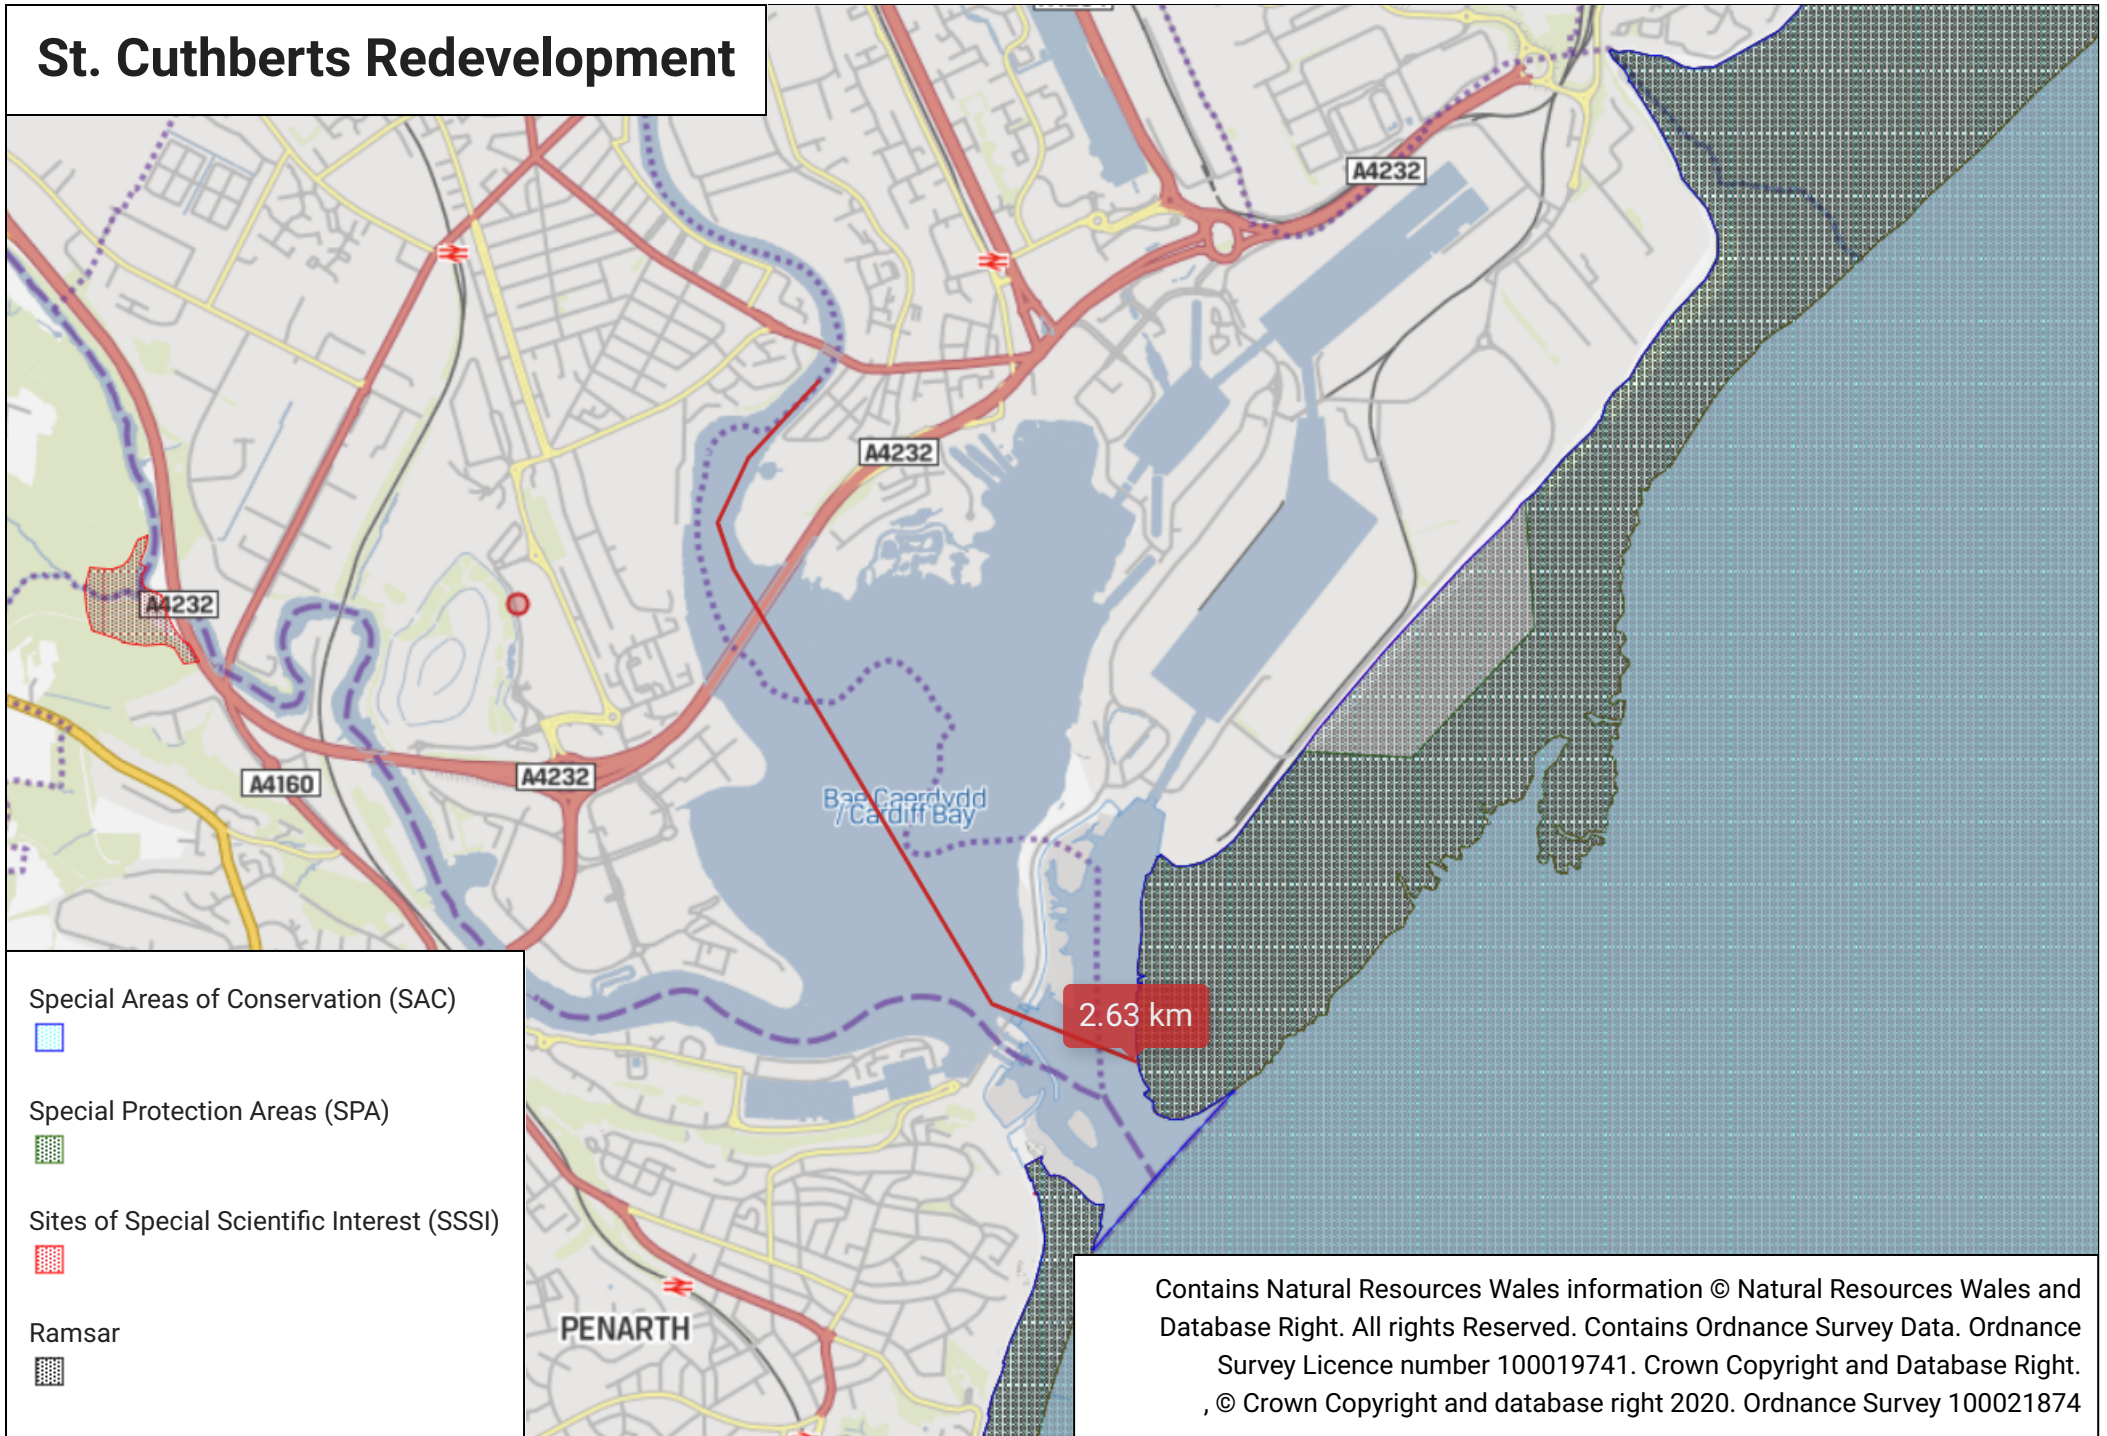 St. Cuthberts Redevelopment
A4232
A4232
A4232
A4160
A4232
Bae Caerdydd
/Cardiff Bay
2.63 km
PENARTH
Special Areas of Conservation (SAC)
Special Protection Areas (SPA)
Sites of Special Scientific Interest (SSSI)
Ramsar
Contains Natural Resources Wales information © Natural Resources Wales and
Database Right. All rights Reserved. Contains Ordnance Survey Data. Ordnance
Survey Licence number 100019741. Crown Copyright and Database Right.
, © Crown Copyright and database right 2020. Ordnance Survey 100021874